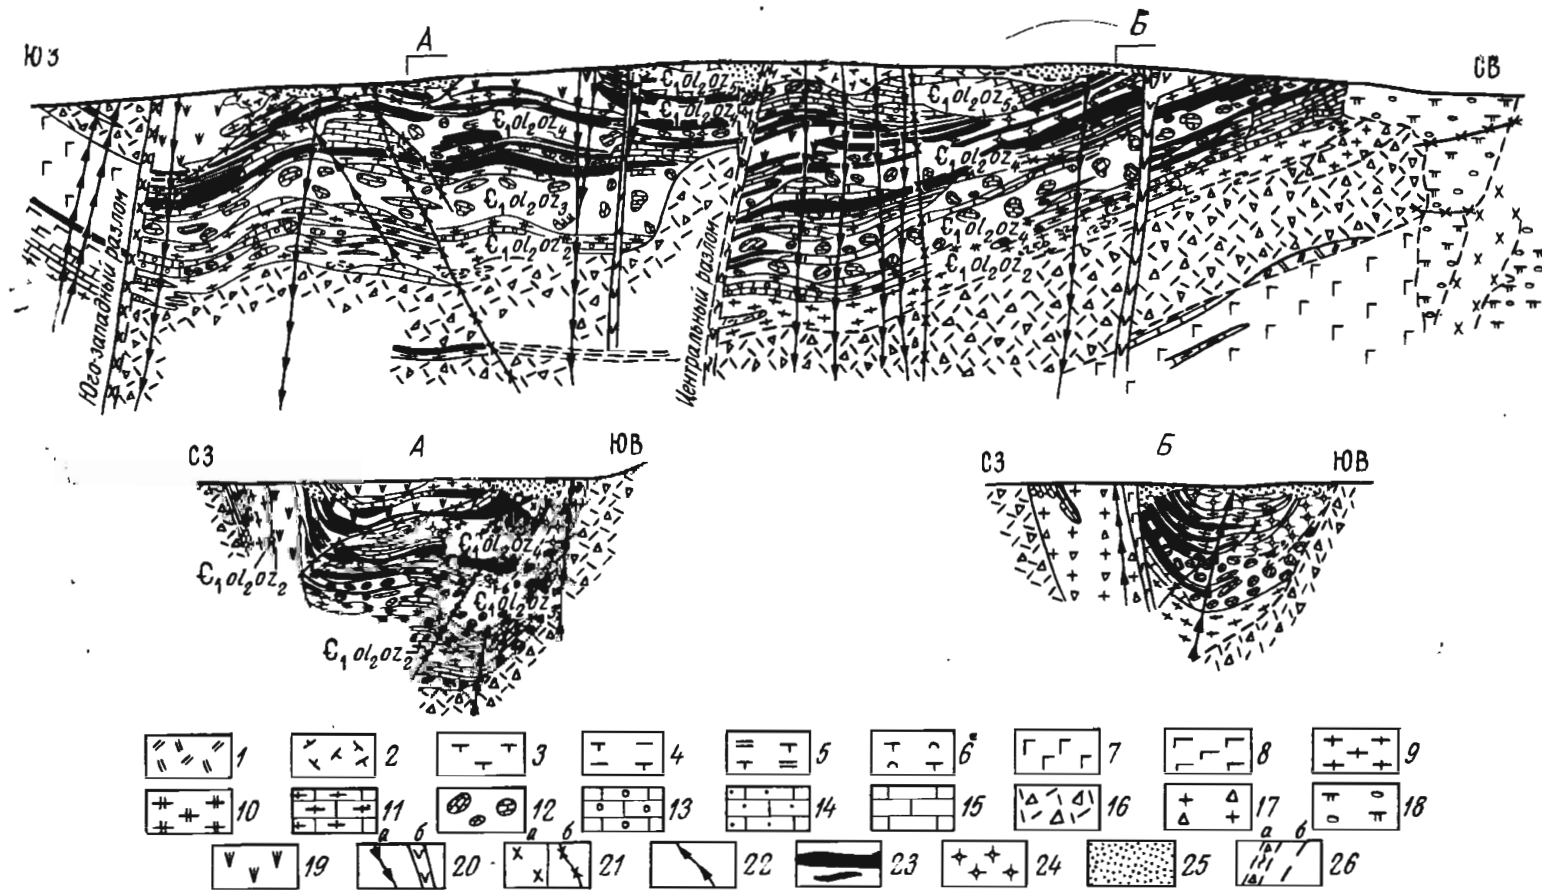 ЮЗ
А
Б
СВ
Є₁ol₂oz₅
Є₁ol₂oz₄
Є₁ol₂oz₄
Є₁ol₂oz₅
Є₁ol₂oz₄
Є₁ol₂oz₃
Є₁ol₂oz₂
Є₁ol₂oz₂
Юго-западный разлом
Центральный разлом
СЗ
А
ЮВ
СЗ
Б
ЮВ
Є₁ol₂oz₄
Є₁ol₂oz₂
Є₁ol₂oz
Є₁ol₂oz₂
1 2 3 4 5 6 7 8 9
10 11 12 13 14 15 16 17 18
а б а б а б
19 20 21 22 23 24 25 26